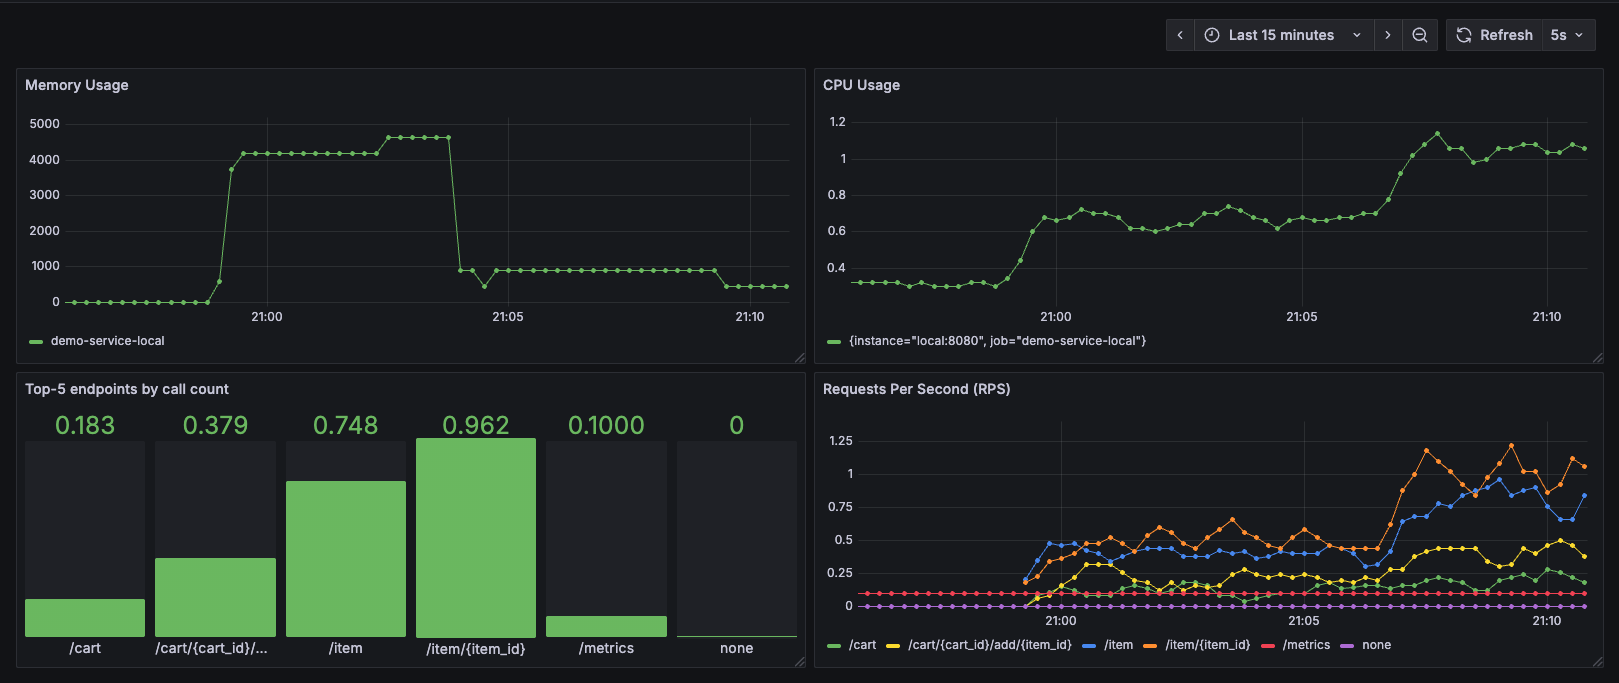 Last 15 minutes
Refresh
5s
Memory Usage
5000
4000
3000
2000
1000
0
21:00
21:05
21:10
demo-service-local
CPU Usage
1.2
1
0.8
0.6
0.4
21:00
21:05
21:10
{instance="local:8080", job="demo-service-local"}
Top-5 endpoints by call count
0.183
0.379
0.748
0.962
0.1000
0
/cart
/cart/{cart_id}/...
/item
/item/{item_id}
/metrics
none
Requests Per Second (RPS)
1.25
1
0.75
0.5
0.25
0
21:00
21:05
21:10
/cart
/cart/{cart_id}/add/{item_id}
/item
/item/{item_id}
/metrics
none